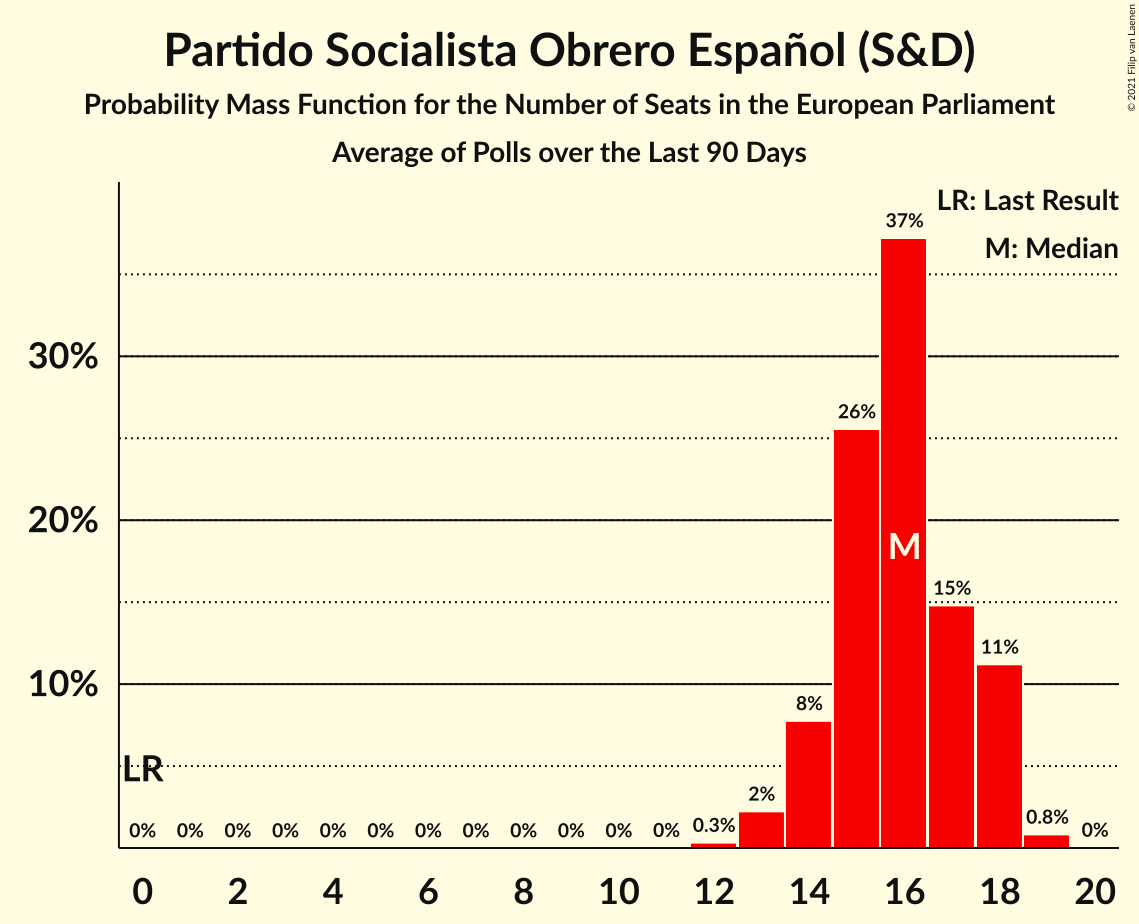 Partido Socialista Obrero Español (S&D)
Probability Mass Function for the Number of Seats in the European Parliament
Average of Polls over the Last 90 Days
© 2021 Filip van Laenen
LR: Last Result
M: Median
37%
30%
26%
20%
M
15%
11%
10%
8%
LR
2%
0% 0% 0% 0% 0% 0% 0% 0% 0% 0% 0% 0% 0.3% 0.8% 0%
0 2 4 6 8 10 12 14 16 18 20